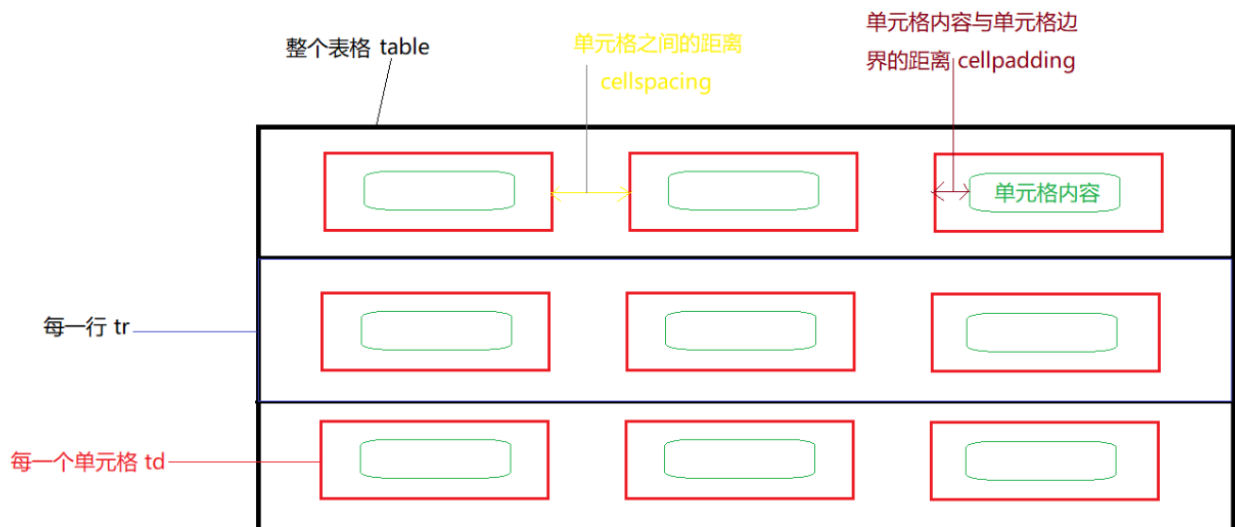 整个表格 table
单元格之间的距离
cellspacing
单元格内容与单元格边
界的距离 cellpadding
单元格内容
每一行 tr
每一个单元格 td